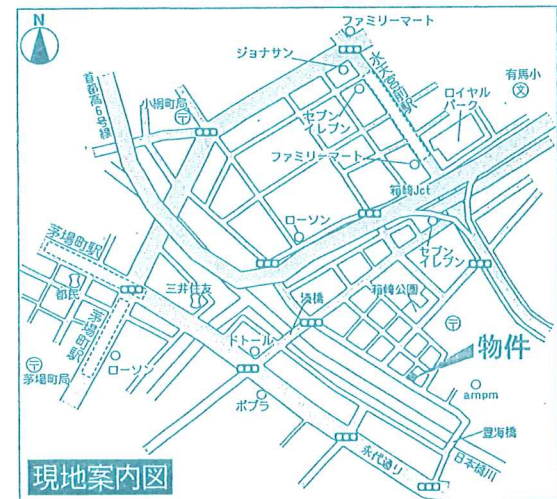 N
ファミリーマート
ジョナサン
水天宮前駅
有馬小
文
ロイヤル
パーク
首都高6号線
小網町局
セブン
イレブン
ファミリーマート
箱崎Jct
ローソン
セブン
イレブン
茅場町駅
都民
三井住友
湊橋
箱崎公園
茅場町駅
ドトール
物件
茅場町局
ローソン
ampm
ポプラ
豊海橋
永代通り
日本橋川
現地案内図